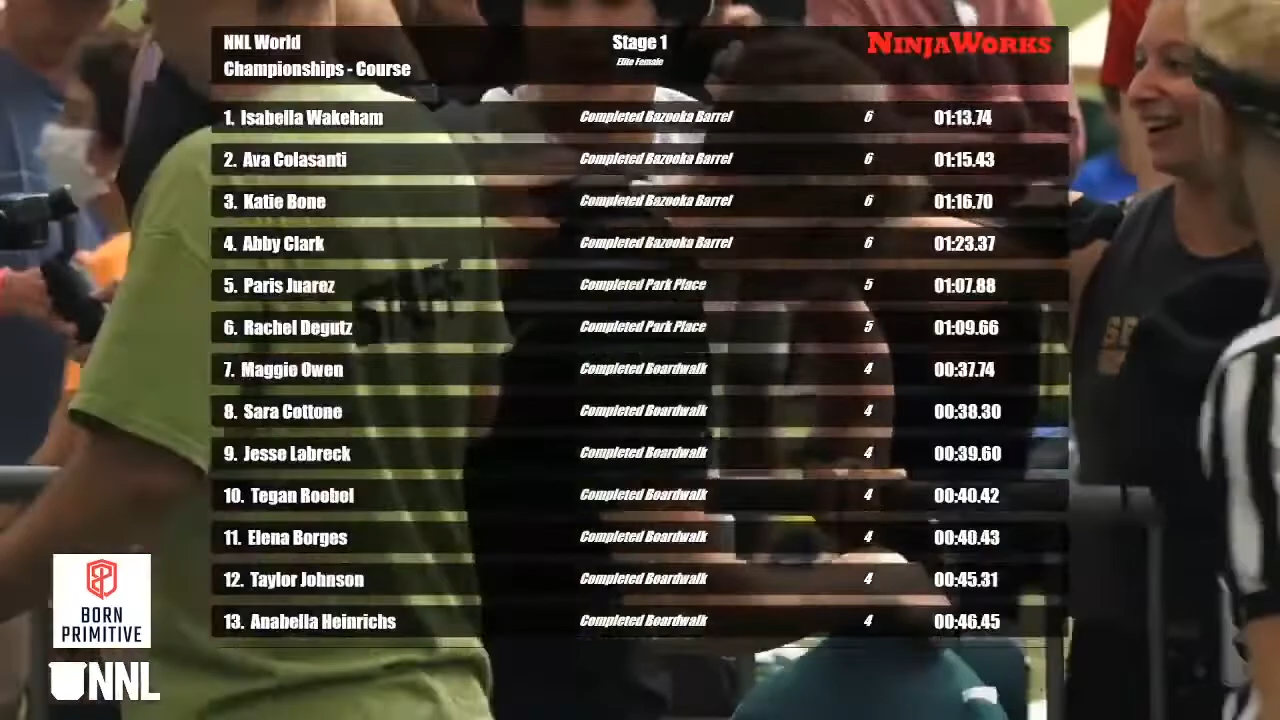 NNL World
Championships - Course
Stage 1
Elite Female
NINJAWORKS
1. Isabella Wakeham Completed Bazooka Barrel 6 01:13.74
2. Ava Colasanti Completed Bazooka Barrel 6 01:15.43
3. Katie Bone Completed Bazooka Barrel 6 01:16.70
4. Abby Clark Completed Bazooka Barrel 6 01:23.37
5. Paris Juarez Completed Park Place 5 01:07.88
6. Rachel Degutz Completed Park Place 5 01:09.66
7. Maggie Owen Completed Boardwalk 4 00:37.74
8. Sara Cottone Completed Boardwalk 4 00:38.30
9. Jesse Labreck Completed Boardwalk 4 00:39.60
10. Tegan Roobol Completed Boardwalk 4 00:40.42
11. Elena Borges Completed Boardwalk 4 00:40.43
12. Taylor Johnson Completed Boardwalk 4 00:45.31
13. Anabella Heinrichs Completed Boardwalk 4 00:46.45
STAFF
BORN
PRIMITIVE
NNL